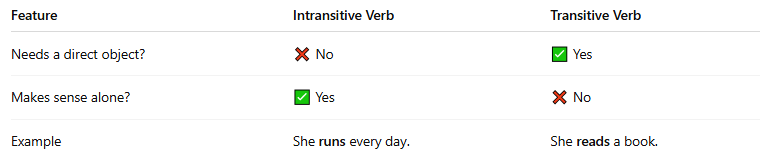 Feature Intransitive Verb Transitive Verb
Needs a direct object? ❌ No ✅ Yes
Makes sense alone? ✅ Yes ❌ No
Example She runs every day. She reads a book.